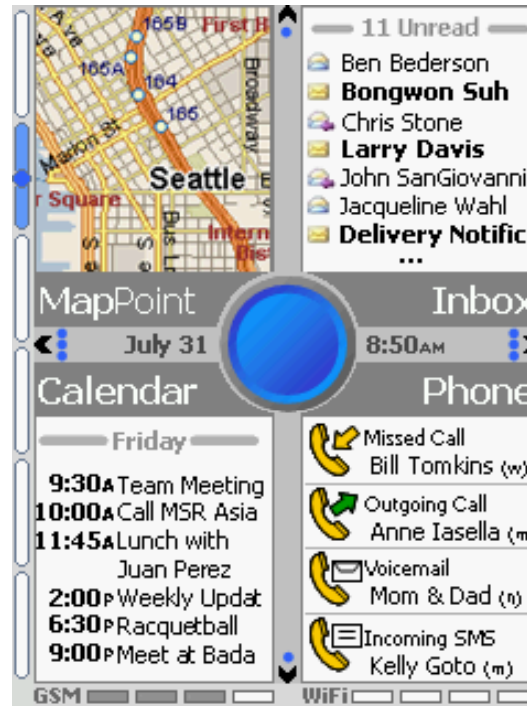 Ave
165B
First H
165A
164
165
Broadway
Marion St
Seattle
r Square
Bus
Intern
Dis
11 Unread
Ben Bederson
Bongwon Suh
Chris Stone
Larry Davis
John SanGiovanni
Jacqueline Wahl
Delivery Notific
...
MapPoint
Inbox
July 31
8:50AM
Calendar
Phone
Friday
9:30A Team Meeting
10:00A Call MSR Asia
11:45A Lunch with
Juan Perez
2:00P Weekly Updat
6:30P Racquetball
9:00P Meet at Bada
Missed Call
Bill Tomkins (w)
Outgoing Call
Anne Iasella (m
Voicemail
Mom & Dad (h)
Incoming SMS
Kelly Goto (m)
GSM
WiFi